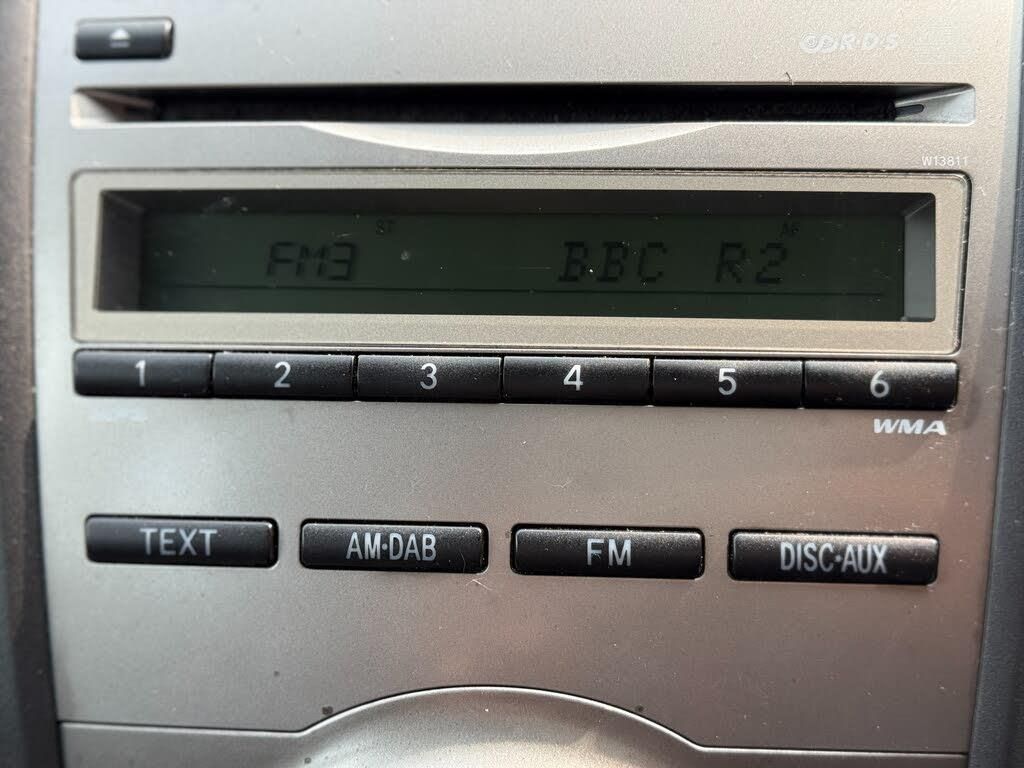 R·D·S
W13811
ST AF
FM3 BBC R2
1 2 3 4 5 6
WMA
TEXT AM·DAB FM DISC·AUX